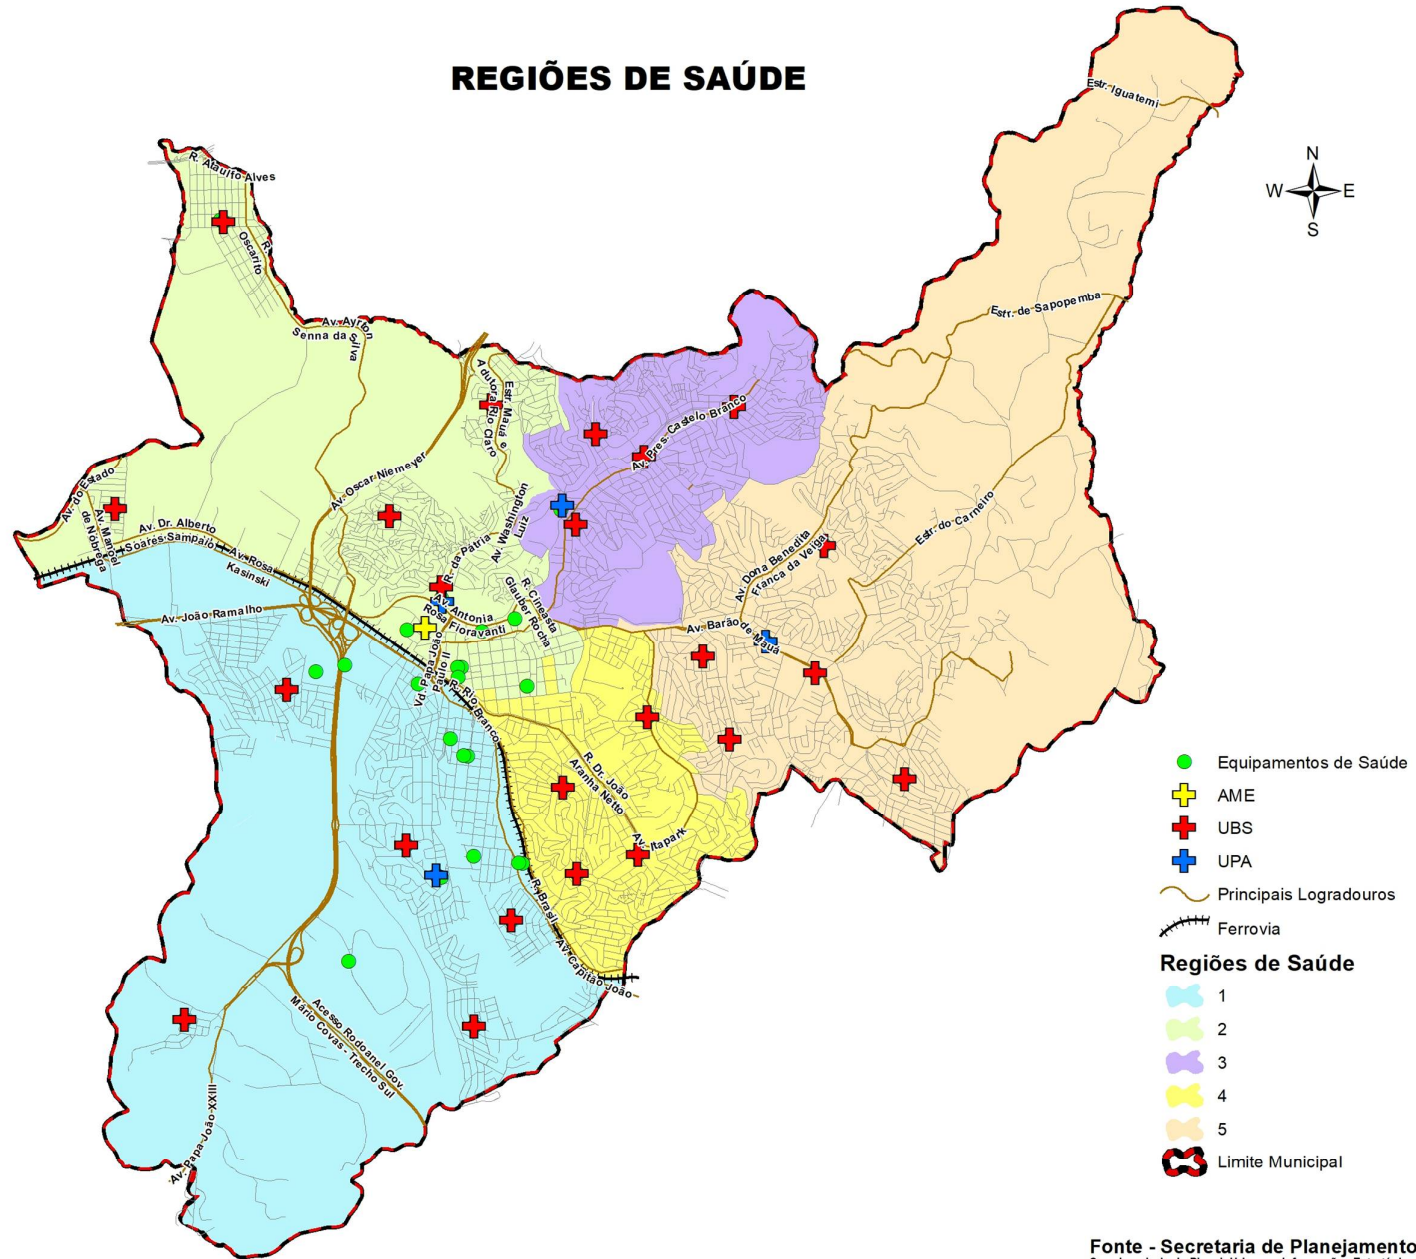 REGIÕES DE SAÚDE
Estr. Iguatemi
N
W
E
S
R. Ataulfo Alves
R.
Oscarito
Estr. de Sapopemba
Av. Ayrton
Senna da Silva
Estr. Mauá e
Adutora Rio Claro
Av. Pres. Castelo Branco
Av. Oscar Niemeyer
Av. do Estado
Av. Manoel
de Nóbrega
Av. Dr. Alberto
Soares Sampaio
Av. Rosa
Kasinski
Av. Washington
Luiz
R. da Pátria
Estr. do Carneiro
Av. Dona Benedita
Franca da Veiga
R. Cineasta
Glauber Rocha
Av. João Ramalho
Av. Antonia
Rosa Fioravanti
Av. Barão de Mauá
Vd. Papa João
Paulo II
R. Rio Branco
R. Dr. João
Aranha Netto
Av. Itapark
R. Brasil
Av. Capitão João
Acesso Rodoanel Gov.
Mário Covas - Trecho Sul
Av. Papa João XXIII
Equipamentos de Saúde
AME
UBS
UPA
Principais Logradouros
Ferrovia
Regiões de Saúde
1
2
3
4
5
Limite Municipal
Fonte - Secretaria de Planejamento